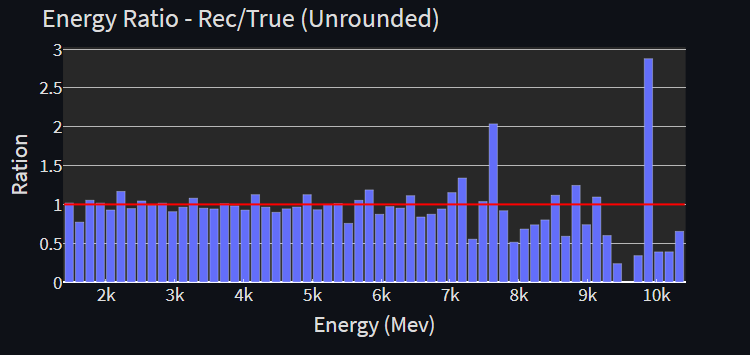 Energy Ratio - Rec/True (Unrounded)
3
2.5
2
1.5
1
0.5
0
Ration
2k 3k 4k 5k 6k 7k 8k 9k 10k
Energy (Mev)